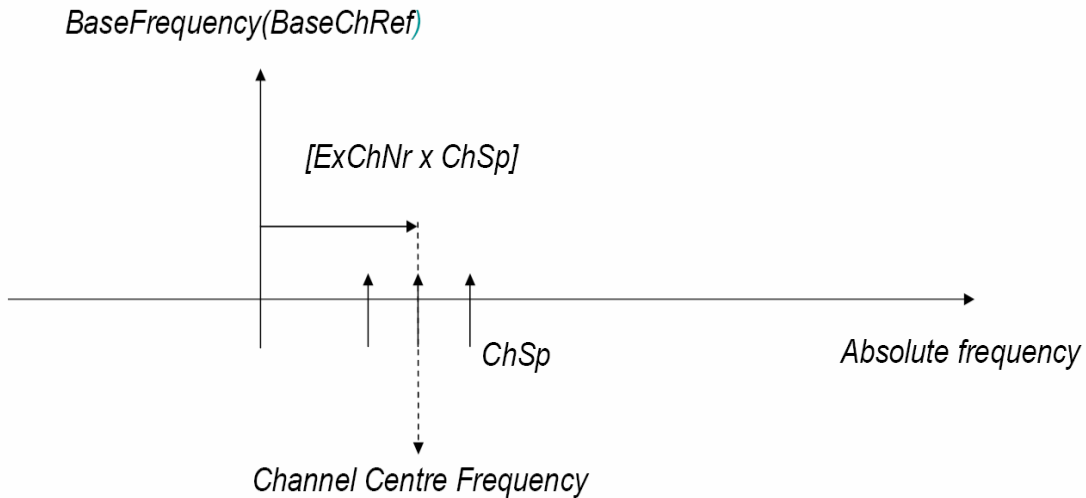 BaseFrequency(BaseChRef)
[ExChNr x ChSp]
ChSp
Absolute frequency
Channel Centre Frequency